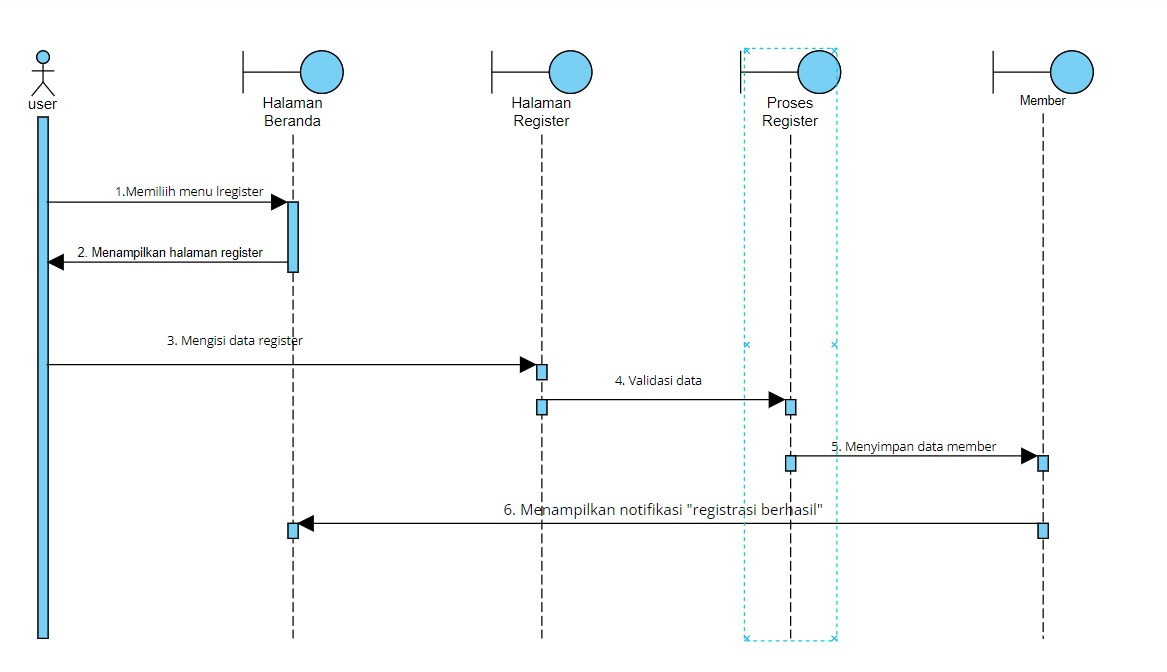 user
Halaman
Beranda
Halaman
Register
Proses
Register
Member
1.Memiliih menu lregister
2. Menampilkan halaman register
3. Mengisi data register
4. Validasi data
5. Menyimpan data member
6. Menampilkan notifikasi "registrasi berhasil"